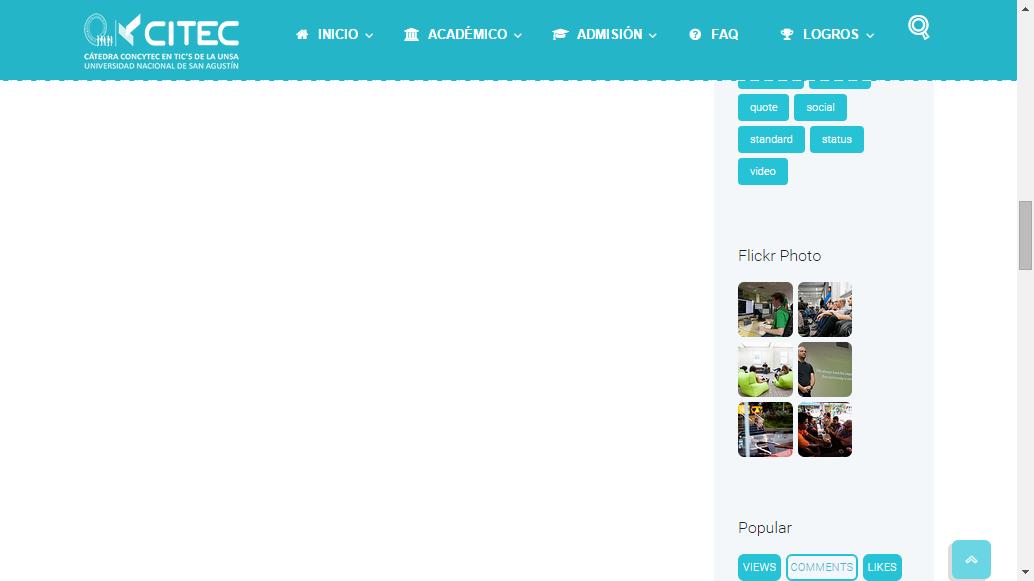 CITEC
CÁTEDRA CONCYTEC EN TIC'S DE LA UNSA
UNIVERSIDAD NACIONAL DE SAN AGUSTÍN
INICIO
ACADÉMICO
ADMISIÓN
FAQ
LOGROS
quote
social
standard
status
video
Flickr Photo
Popular
VIEWS
COMMENTS
LIKES